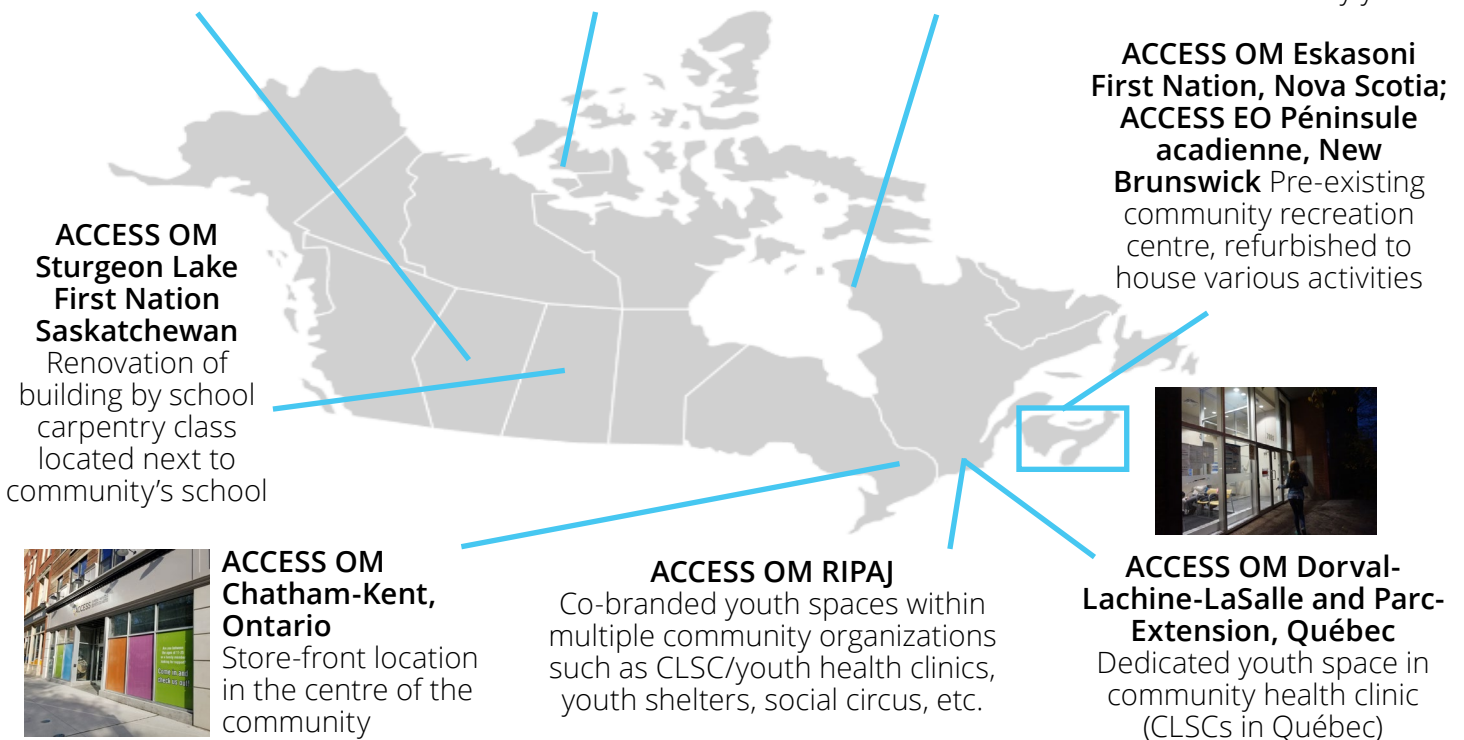 ACCESS OM Eskasoni
First Nation, Nova Scotia;
ACCESS EO Péninsule
acadienne, New
Brunswick Pre-existing
community recreation
centre, refurbished to
house various activities
ACCESS OM
Sturgeon Lake
First Nation
Saskatchewan
Renovation of
building by school
carpentry class
located next to
community's school
ACCESS OM
Chatham-Kent,
Ontario
Store-front location
in the centre of the
community
ACCESS OM RIPAJ
Co-branded youth spaces within
multiple community organizations
such as CLSC/youth health clinics,
youth shelters, social circus, etc.
ACCESS OM Dorval-
Lachine-LaSalle and Parc-
Extension, Québec
Dedicated youth space in
community health clinic
(CLSCs in Québec)